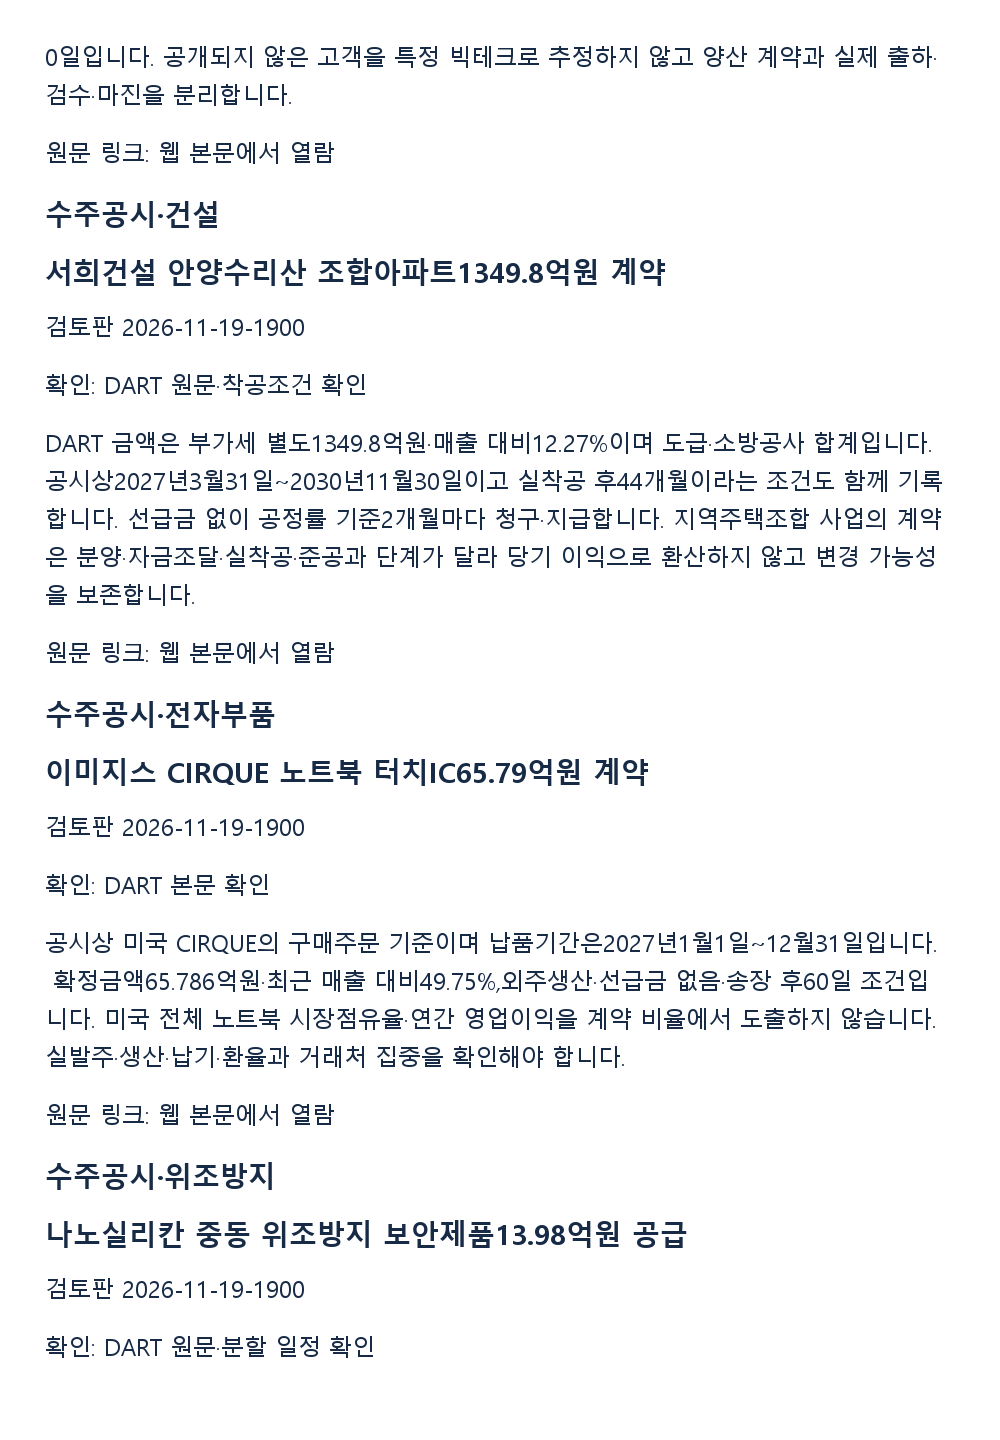 0일입니다. 공개되지 않은 고객을 특정 빅테크로 추정하지 않고 양산 계약과 실제 출하·
검수·마진을 분리합니다.
원문 링크: 웹 본문에서 열람
수주공시·건설
서희건설 안양수리산 조합아파트1349.8억원 계약
검토판 2026-11-19-1900
확인: DART 원문·착공조건 확인
DART 금액은 부가세 별도1349.8억원·매출 대비12.27%이며 도급·소방공사 합계입니다.
공시상2027년3월31일~2030년11월30일이고 실착공 후44개월이라는 조건도 함께 기록
합니다. 선급금 없이 공정률 기준2개월마다 청구·지급합니다. 지역주택조합 사업의 계약
은 분양·자금조달·실착공·준공과 단계가 달라 당기 이익으로 환산하지 않고 변경 가능성
을 보존합니다.
원문 링크: 웹 본문에서 열람
수주공시·전자부품
이미지스 CIRQUE 노트북 터치IC65.79억원 계약
검토판 2026-11-19-1900
확인: DART 본문 확인
공시상 미국 CIRQUE의 구매주문 기준이며 납품기간은2027년1월1일~12월31일입니다.
확정금액65.786억원·최근 매출 대비49.75%,외주생산·선급금 없음·송장 후60일 조건입
니다. 미국 전체 노트북 시장점유율·연간 영업이익을 계약 비율에서 도출하지 않습니다.
실발주·생산·납기·환율과 거래처 집중을 확인해야 합니다.
원문 링크: 웹 본문에서 열람
수주공시·위조방지
나노실리칸 중동 위조방지 보안제품13.98억원 공급
검토판 2026-11-19-1900
확인: DART 원문·분할 일정 확인